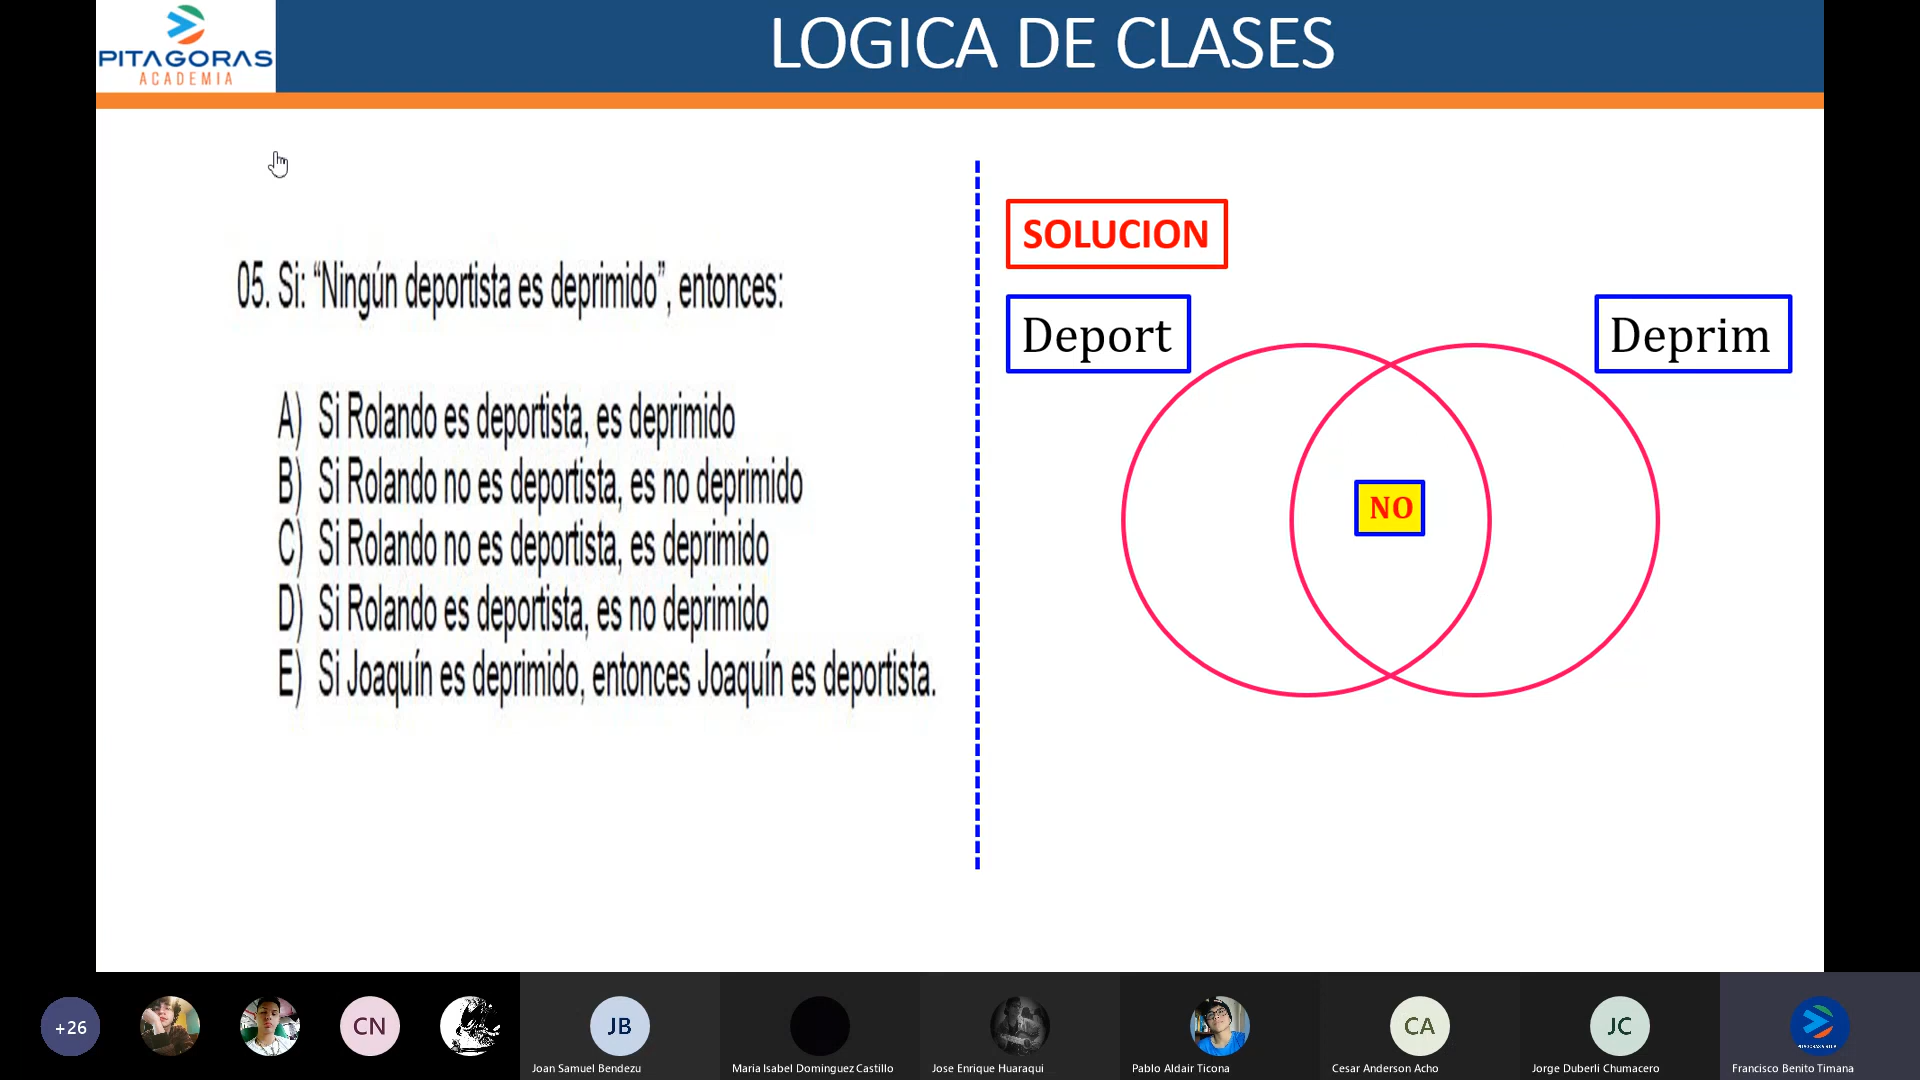 PITAGORAS
ACADEMIA
LOGICA DE CLASES
05. Si: “Ningún deportista es deprimido”, entonces:
A) Si Rolando es deportista, es deprimido
B) Si Rolando no es deportista, es no deprimido
C) Si Rolando no es deportista, es deprimido
D) Si Rolando es deportista, es no deprimido
E) Si Joaquín es deprimido, entonces Joaquín es deportista.
SOLUCION
Deport
Deprim
NO
+26
CN
JB
CA
JC
Joan Samuel Bendezu
Maria Isabel Dominguez Castillo
Jose Enrique Huaraqui
Pablo Aldair Ticona
Cesar Anderson Acho
Jorge Duberli Chumacero
Francisco Benito Timana